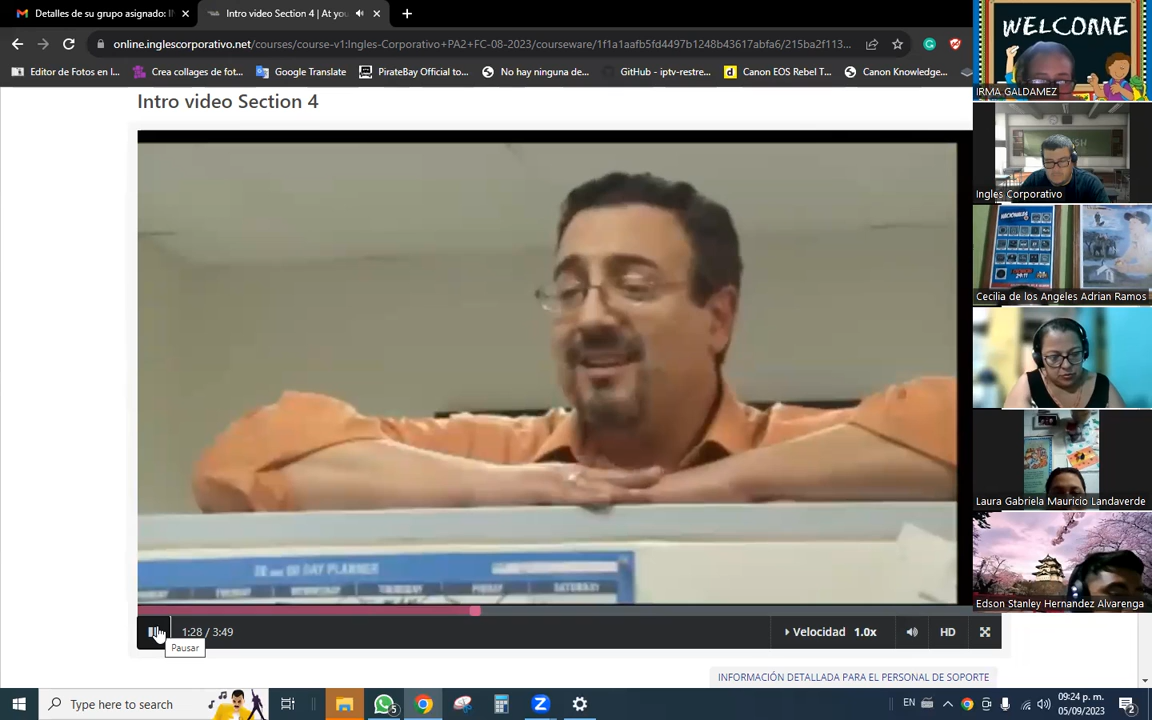 Detalles de su grupo asignado: I
Intro video Section 4 | At you
online.inglescorporativo.net/courses/course-v1:Ingles-Corporativo+PA2+FC-08-2023/courseware/1f1a1aafb5fd4497b1248b43617abfa6/215ba2f113...
Editor de Fotos en l...
Crea collages de fot...
Google Translate
PirateBay Official to...
No hay ninguna de...
GitHub - iptv-restre...
Canon EOS Rebel T...
Canon Knowledge...
Intro video Section 4
WELCOME
IRMA GALDAMEZ
Ingles Corporativo
Cecilia de los Angeles Adrian Ramos
Laura Gabriela Mauricio Landaverde
Edson Stanley Hernandez Alvarenga
DAY PLANNER
SATURDAY
1:28 / 3:49
Velocidad 1.0x
HD
Pausar
INFORMACIÓN DETALLADA PARA EL PERSONAL DE SOPORTE
Type here to search
5
EN
09:24 p. m.
05/09/2023
2